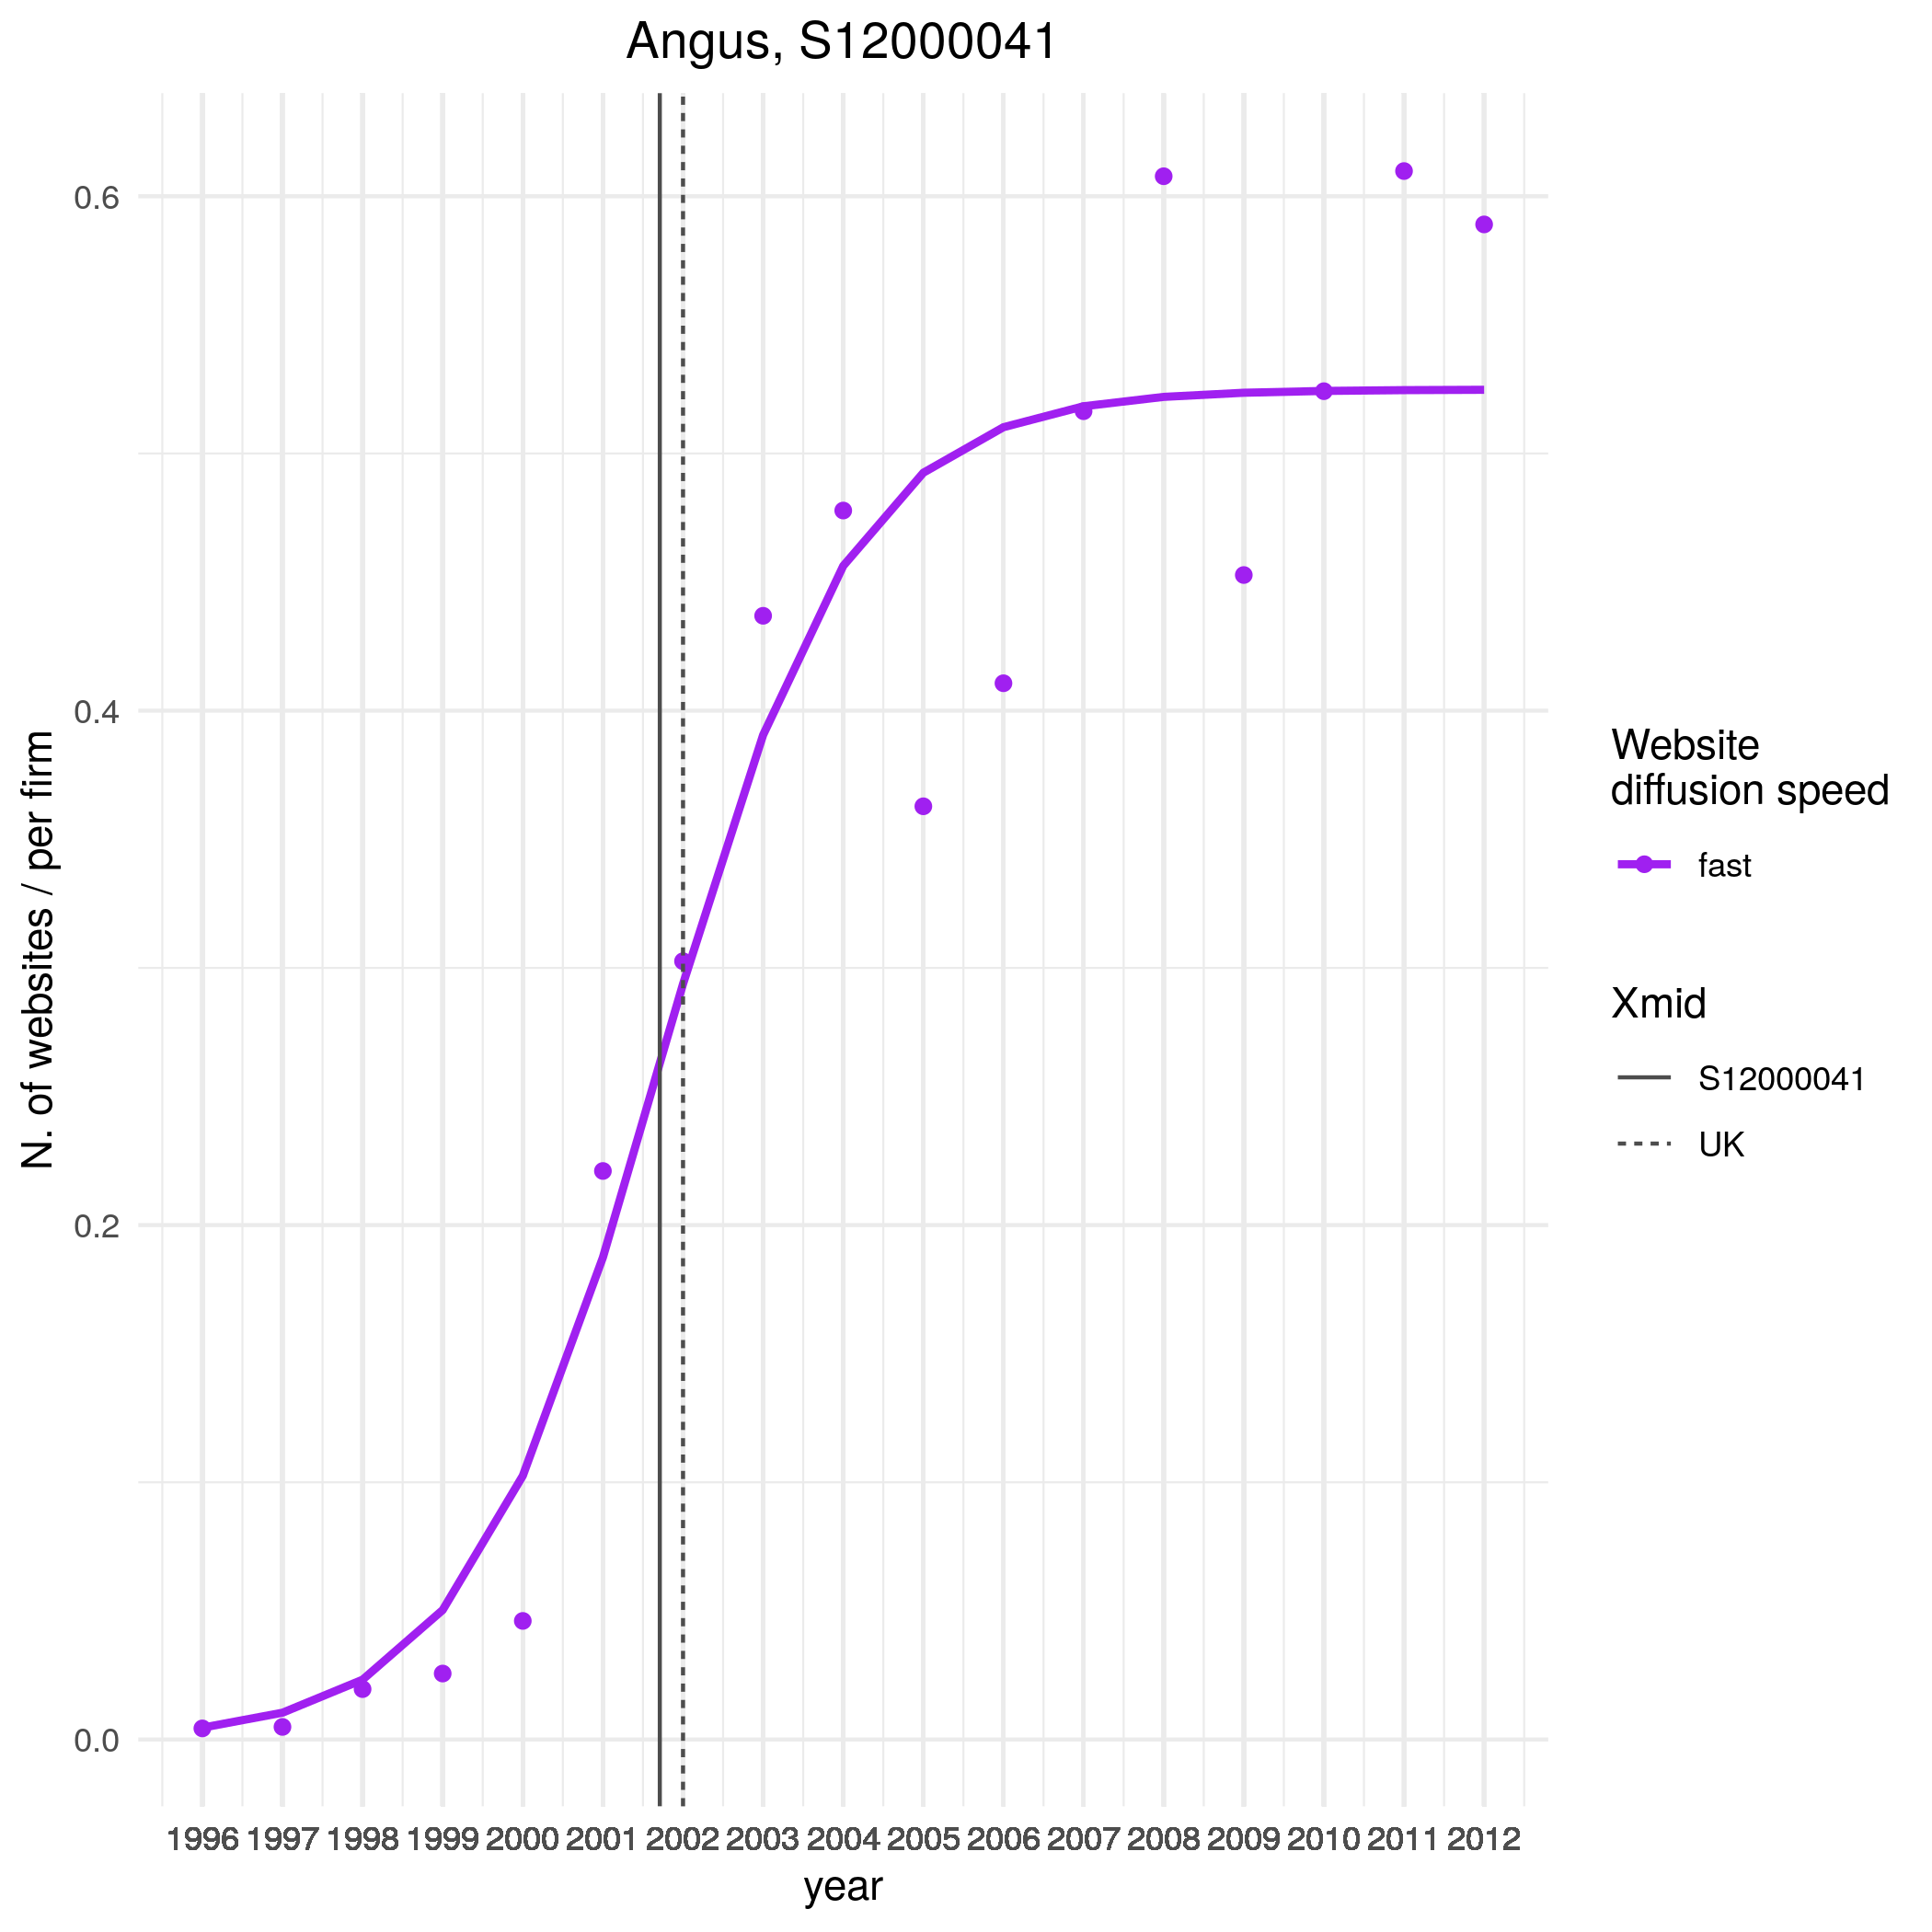 Angus, S12000041
N. of websites / per firm
0.6
0.4
0.2
0.0
1996 1997 1998 1999 2000 2001 2002 2003 2004 2005 2006 2007 2008 2009 2010 2011 2012
year
Website
diffusion speed
fast
Xmid
S12000041
UK